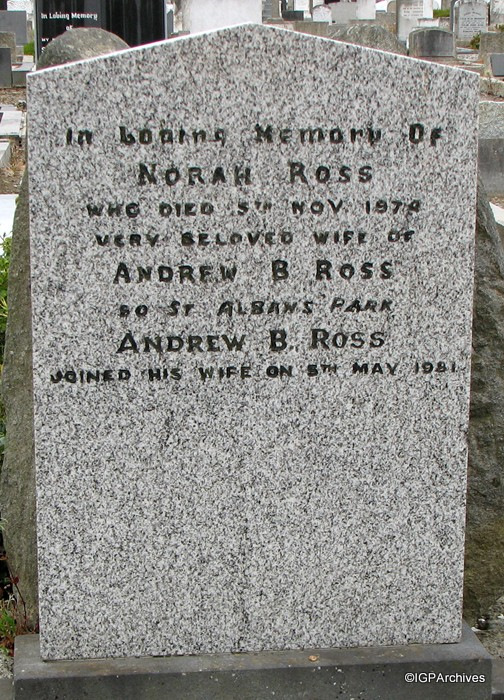 In Loving Memory
In Loving Memory Of
NORAH ROSS
WHO DIED 5TH NOV. 1974
VERY BELOVED WIFE OF
ANDREW B. ROSS
80 ST ALBANS PARK.
ANDREW B. ROSS
JOINED HIS WIFE ON 5TH MAY 1981.
©IGPArchives